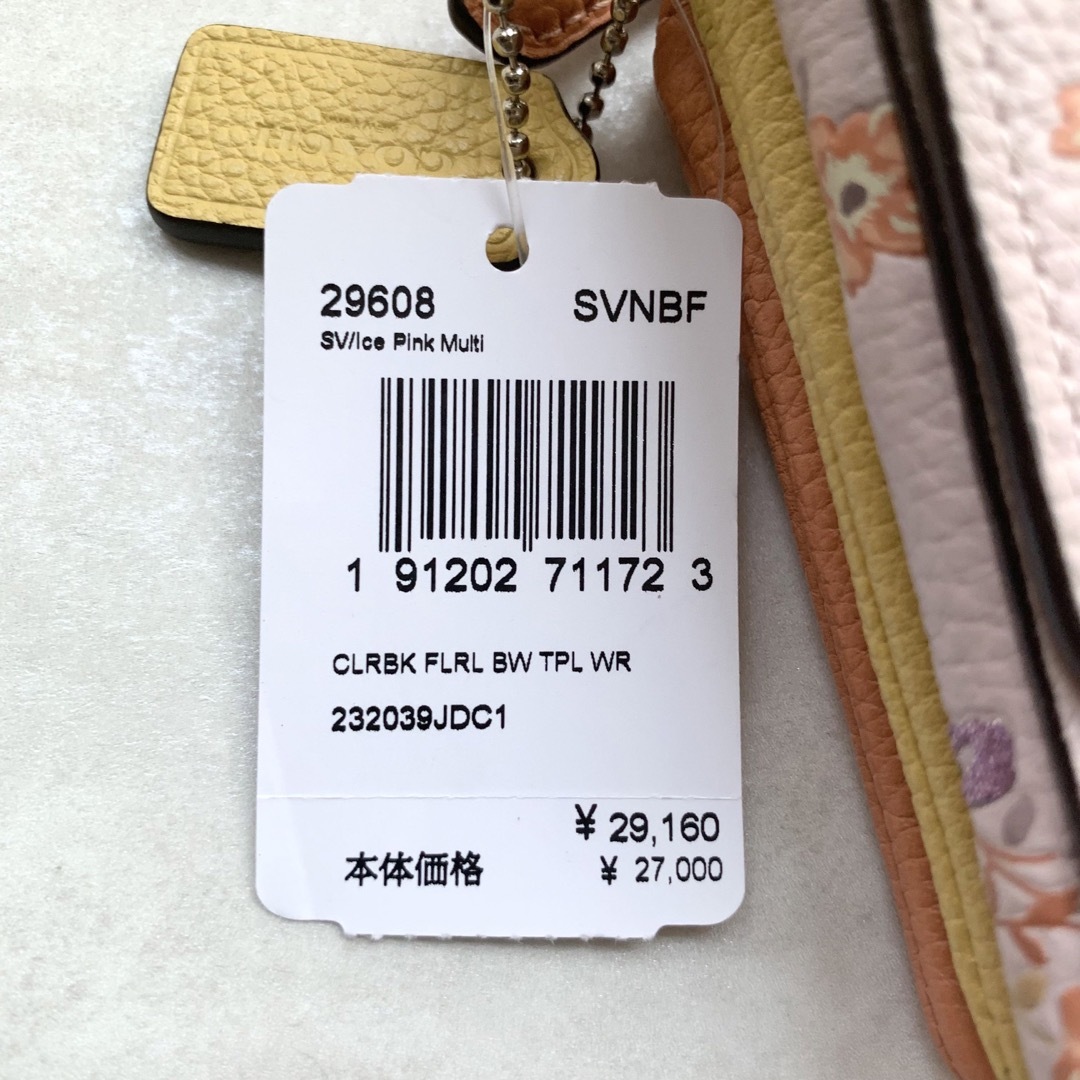 29608 SVNBF
SV/Ice Pink Multi
1 91202 71172 3
CLRBK FLRL BW TPL WR
232039JDC1
¥ 29,160
本体価格 ¥ 27,000